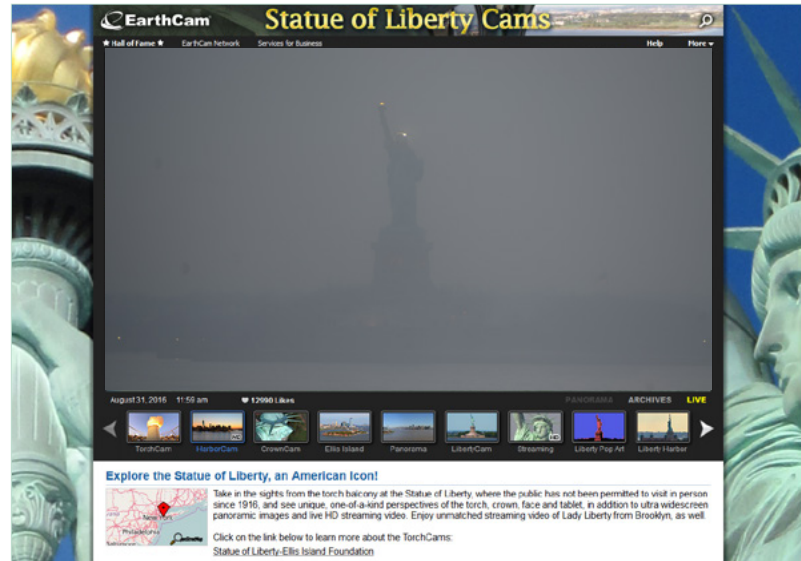 EarthCam
Statue of Liberty Cams
★ Hall of Fame ★ EarthCam Network Services for Business Help More
August 31, 2016 11:59 am 12990 Likes PANORAMA ARCHIVES LIVE
TorchCam HarborCam CrownCam Ellis Island Panorama LibertyCam Streaming Liberty Pop Art Liberty Harbor
Explore the Statue of Liberty, an American Icon!
Take in the sights from the torch balcony at the Statue of Liberty, where the public has not been permitted to visit in person
since 1916, and see unique, one-of-a-kind perspectives of the torch, crown, face and tablet, in addition to ultra widescreen
panoramic images and live HD streaming video. Enjoy unmatched streaming video of Lady Liberty from Brooklyn, as well.
New York
Philadelphia
Click on the link below to learn more about the TorchCams:
Statue of Liberty-Ellis Island Foundation